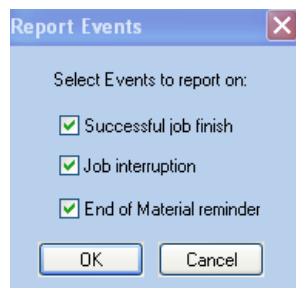 Report Events
Select Events to report on:
Successful job finish
Job interruption
End of Material reminder
OK Cancel